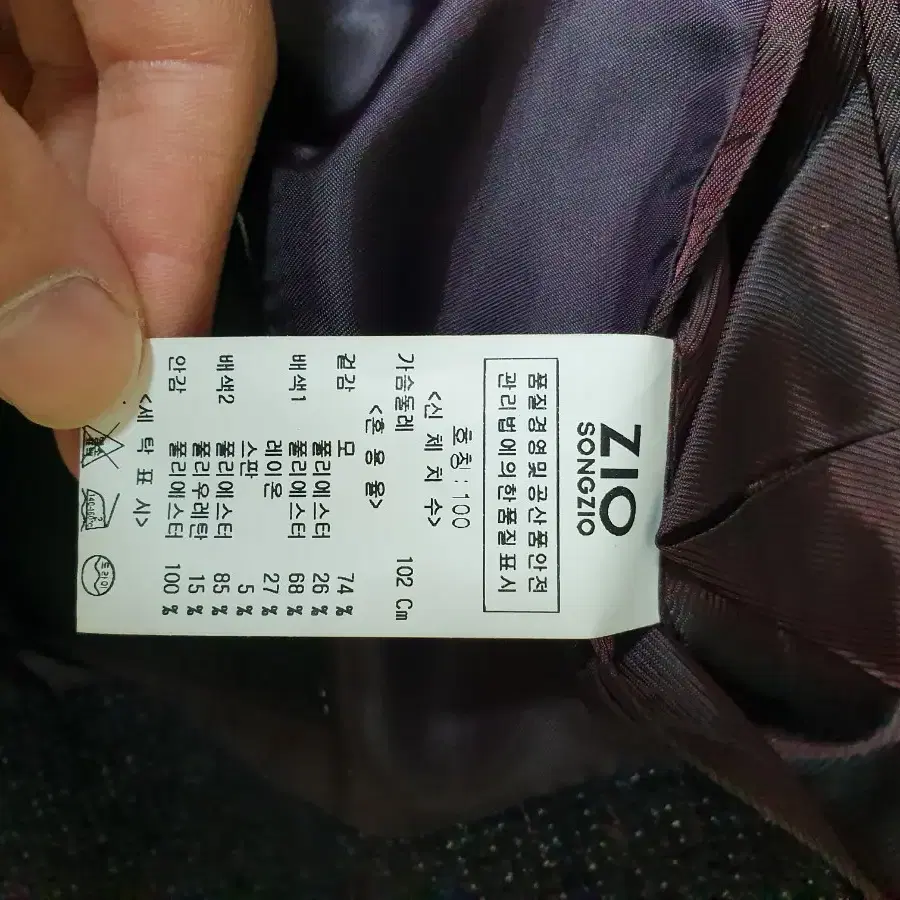 ZIO
SONGZIO
품질경영및공산품안전
관리법에의한품질표시
호칭: 100
<신 체 치 수>
가슴둘레 102 Cm
<혼 용 율>
겉감 모 74 %
폴리에스터 26 %
배색1 폴리에스터 68 %
레이온 27 %
스판 5 %
배색2 폴리에스터 85 %
폴리우레탄 15 %
안감 폴리에스터 100 %
<세 탁 표 시>
드라이